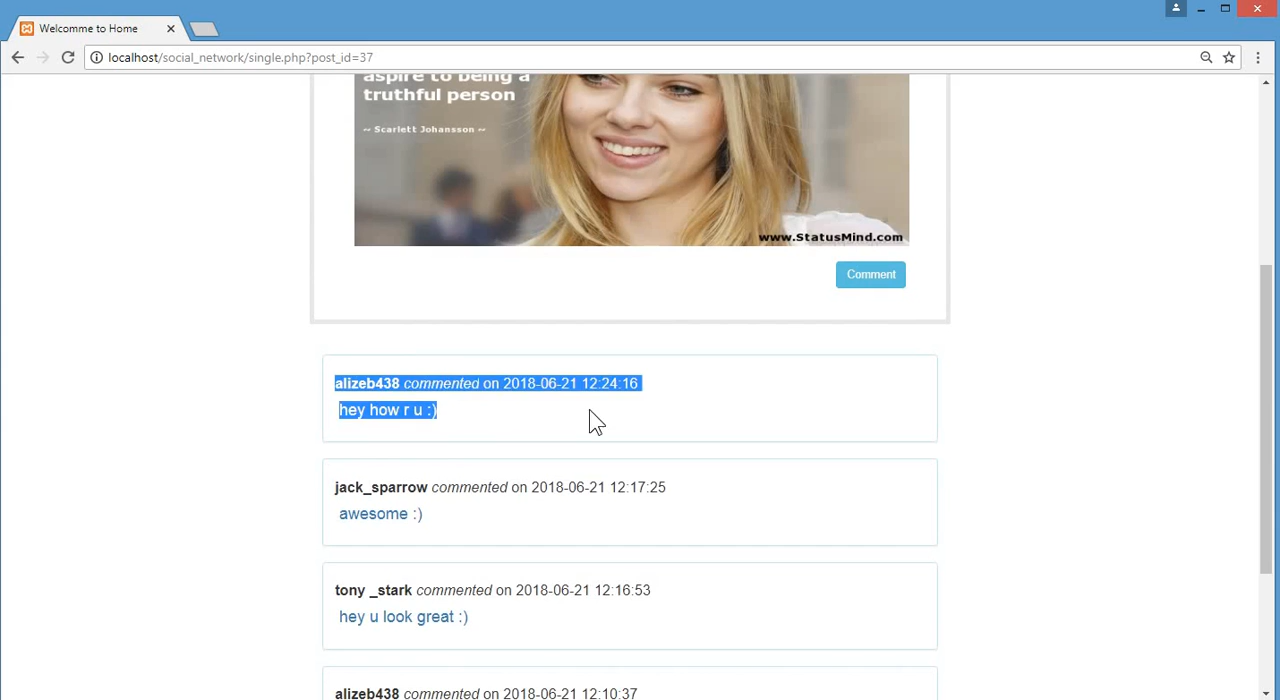 Welcomme to Home
localhost/social_network/single.php?post_id=37
aspire to being a
truthful person
~ Scarlett Johansson ~
www.StatusMind.com
Comment
alizeb438 commented on 2018-06-21 12:24:16
hey how r u :)
jack_sparrow commented on 2018-06-21 12:17:25
awesome :)
tony _stark commented on 2018-06-21 12:16:53
hey u look great :)
alizeb438 commented on 2018-06-21 12:10:37